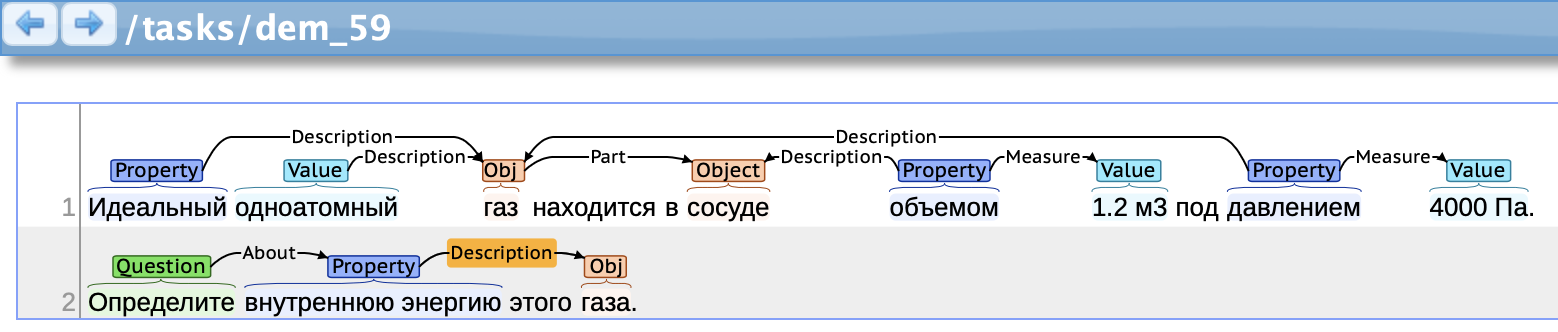 /tasks/dem_59
Description Description
Description Part Description Measure Measure
Property Value Obj Object Property Value Property Value
1 Идеальный одноатомный газ находится в сосуде объемом 1.2 м3 под давлением 4000 Па.
About Description
Question Property Obj
2 Определите внутреннюю энергию этого газа.